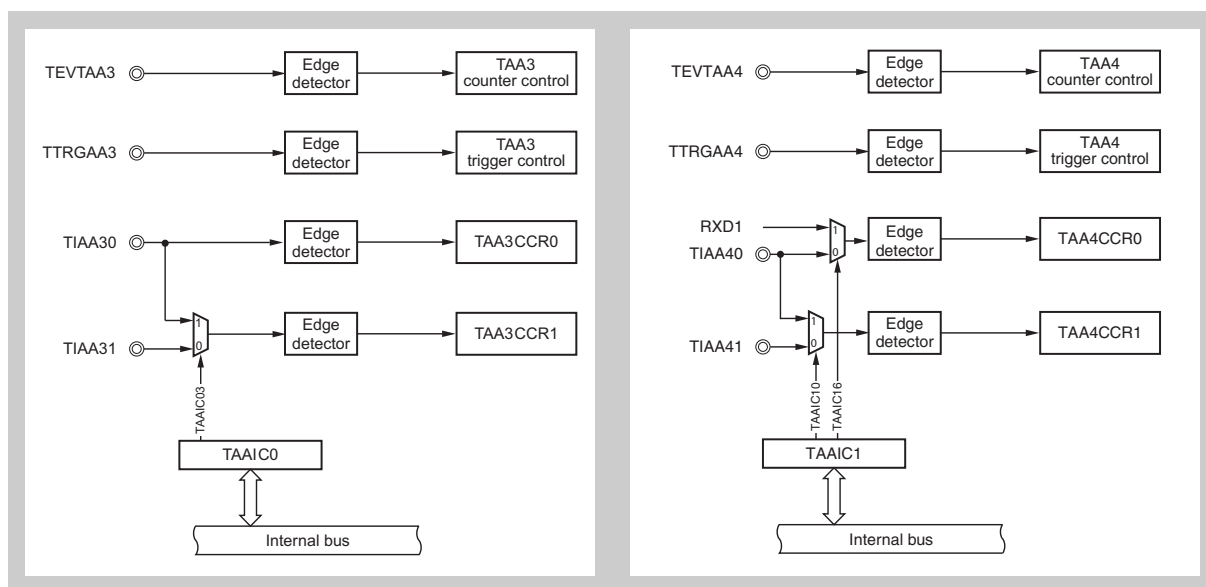 TEVTAA3
Edge
detector
TAA3
counter control
TTRGAA3
Edge
detector
TAA3
trigger control
TIAA30
Edge
detector
TAA3CCR0
1
0
TIAA31
Edge
detector
TAA3CCR1
TAAIC03
TAAIC0
Internal bus
TEVTAA4
Edge
detector
TAA4
counter control
TTRGAA4
Edge
detector
TAA4
trigger control
RXD1
TIAA40
1
0
Edge
detector
TAA4CCR0
TIAA41
1
0
Edge
detector
TAA4CCR1
TAAIC10
TAAIC16
TAAIC1
Internal bus